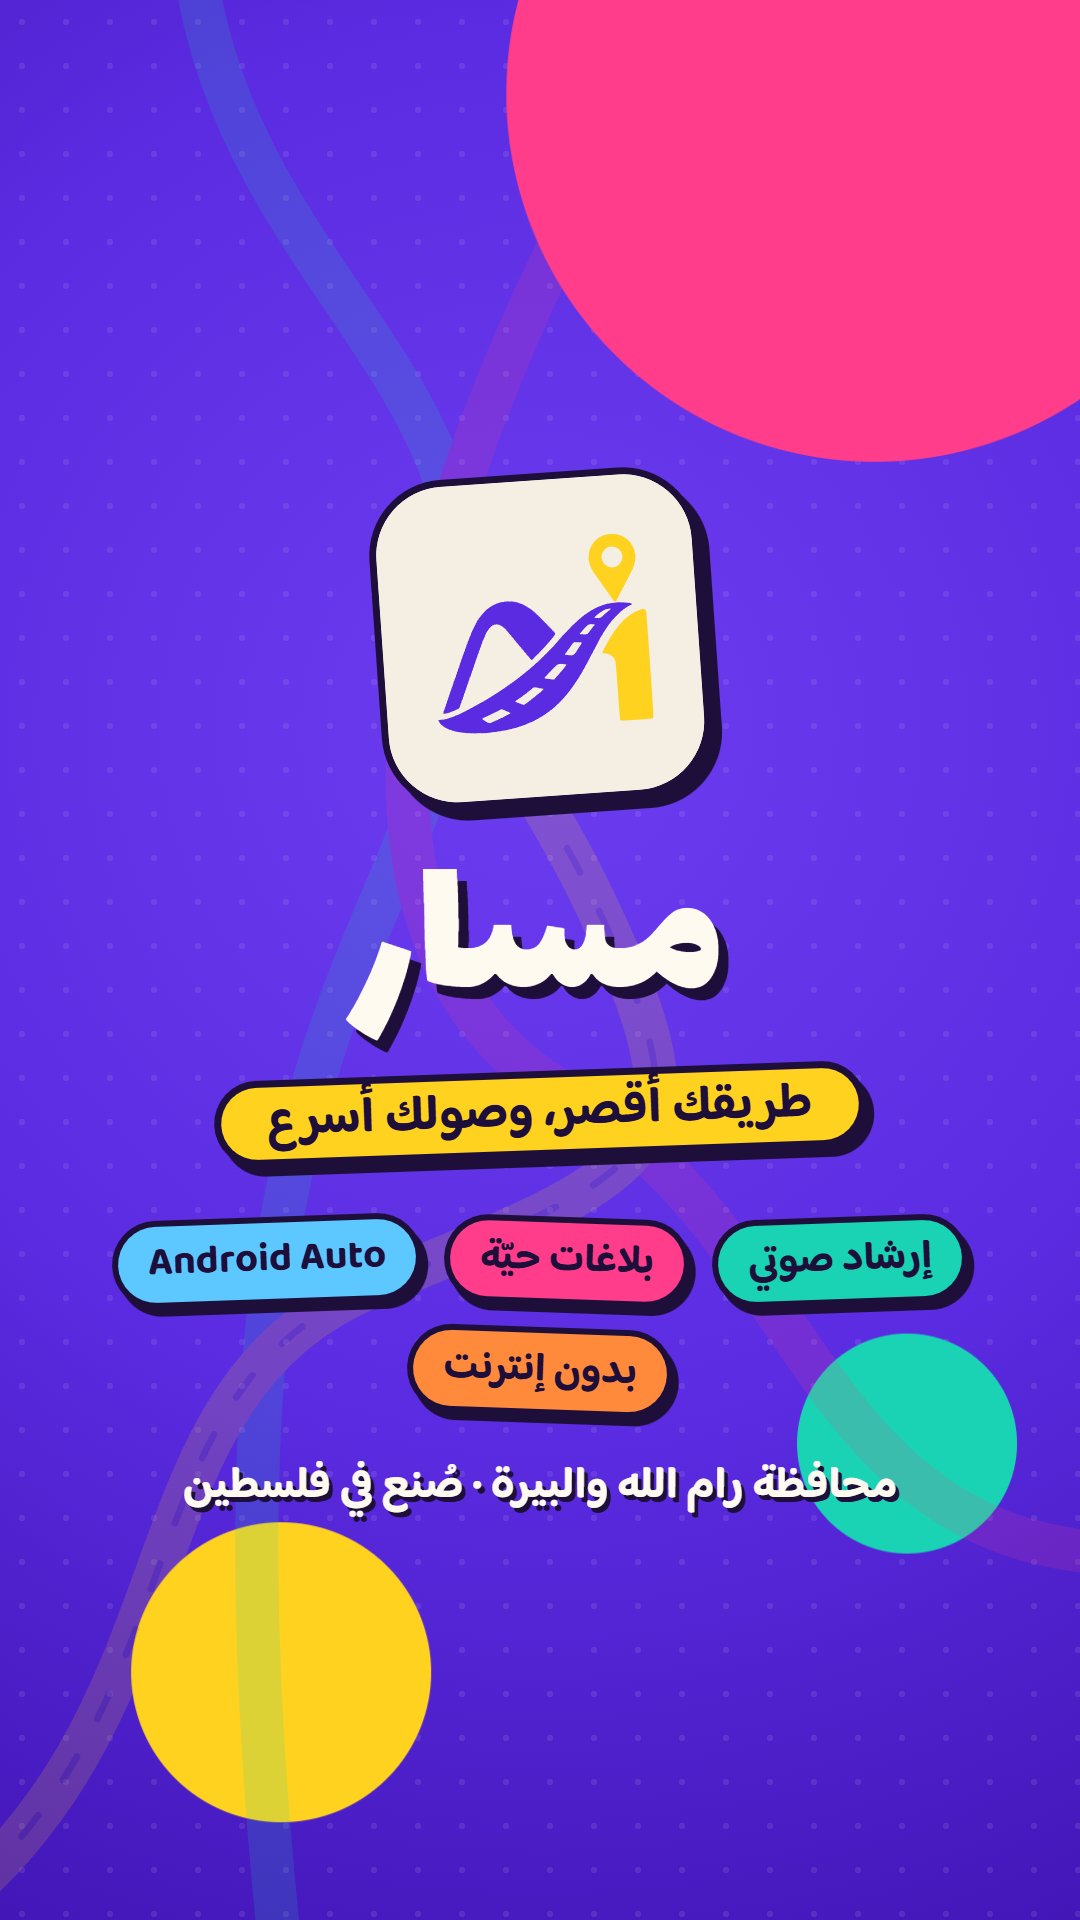 مسار
طريقك أقصر، وصولك أسرع
إرشاد صوتي
بلاغات حيّة
Android Auto
بدون إنترنت
محافظة رام الله والبيرة · صُنع في فلسطين